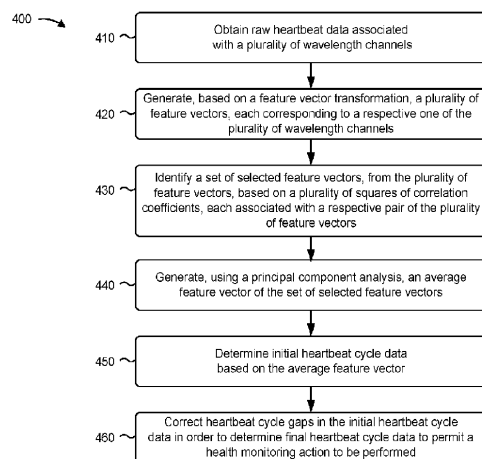 400
410
Obtain raw heartbeat data associated
with a plurality of wavelength channels
420
Generate, based on a feature vector transformation, a plurality of
feature vectors, each corresponding to a respective one of the
plurality of wavelength channels
430
Identify a set of selected feature vectors, from the plurality of
feature vectors, based on a plurality of squares of correlation
coefficients, each associated with a respective pair of the plurality
of feature vectors
440
Generate, using a principal component analysis, an average
feature vector of the set of selected feature vectors
450
Determine initial heartbeat cycle data
based on the average feature vector
460
Correct heartbeat cycle gaps in the initial heartbeat cycle
data in order to determine final heartbeat cycle data to permit a
health monitoring action to be performed